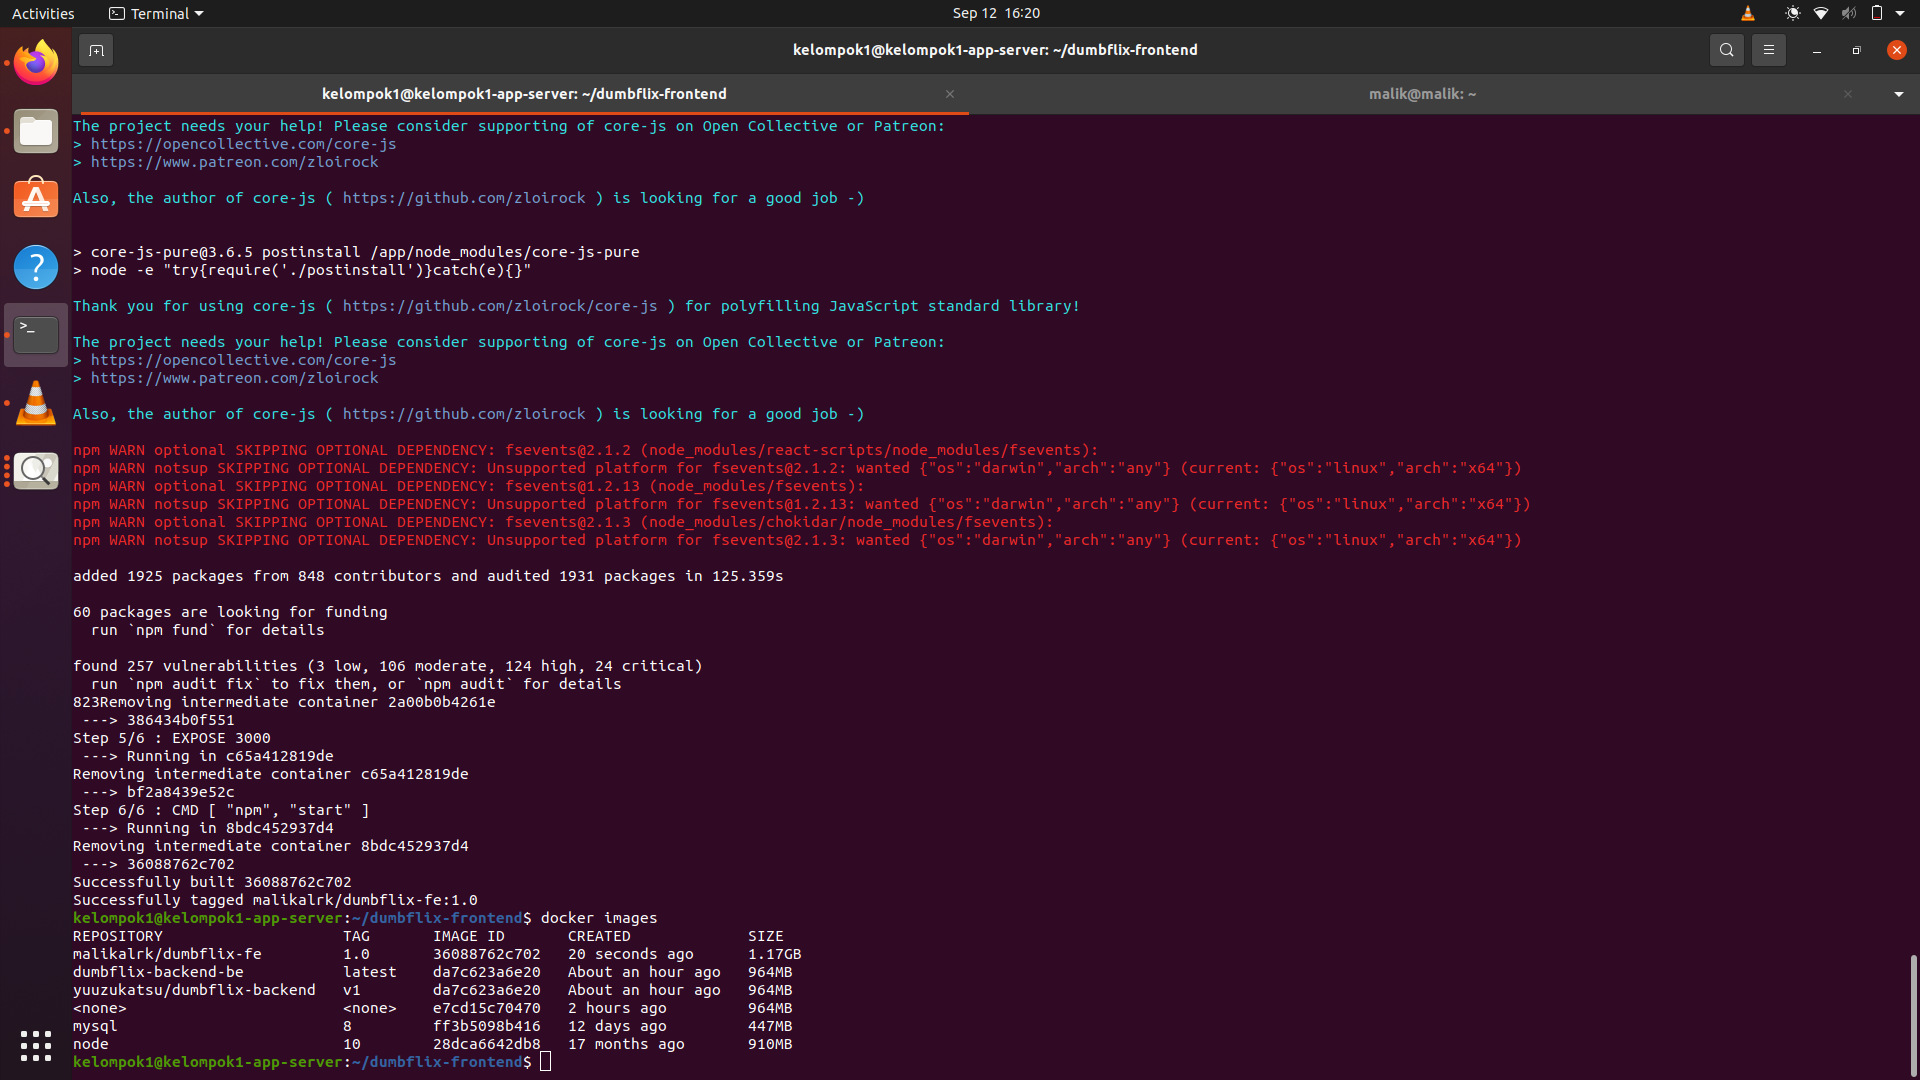 Activities
Terminal
Sep 12 16:20
kelompok1@kelompok1-app-server: ~/dumbflix-frontend
kelompok1@kelompok1-app-server: ~/dumbflix-frontend
malik@malik: ~
The project needs your help! Please consider supporting of core-js on Open Collective or Patreon:
> https://opencollective.com/core-js
> https://www.patreon.com/zloirock
Also, the author of core-js ( https://github.com/zloirock ) is looking for a good job -)
> core-js-pure@3.6.5 postinstall /app/node_modules/core-js-pure
> node -e "try{require('./postinstall')}catch(e){}"
Thank you for using core-js ( https://github.com/zloirock/core-js ) for polyfilling JavaScript standard library!
The project needs your help! Please consider supporting of core-js on Open Collective or Patreon:
> https://opencollective.com/core-js
> https://www.patreon.com/zloirock
Also, the author of core-js ( https://github.com/zloirock ) is looking for a good job -)
npm WARN optional SKIPPING OPTIONAL DEPENDENCY: fsevents@2.1.2 (node_modules/react-scripts/node_modules/fsevents):
npm WARN notsup SKIPPING OPTIONAL DEPENDENCY: Unsupported platform for fsevents@2.1.2: wanted {"os":"darwin","arch":"any"} (current: {"os":"linux","arch":"x64"})
npm WARN optional SKIPPING OPTIONAL DEPENDENCY: fsevents@1.2.13 (node_modules/fsevents):
npm WARN notsup SKIPPING OPTIONAL DEPENDENCY: Unsupported platform for fsevents@1.2.13: wanted {"os":"darwin","arch":"any"} (current: {"os":"linux","arch":"x64"})
npm WARN optional SKIPPING OPTIONAL DEPENDENCY: fsevents@2.1.3 (node_modules/chokidar/node_modules/fsevents):
npm WARN notsup SKIPPING OPTIONAL DEPENDENCY: Unsupported platform for fsevents@2.1.3: wanted {"os":"darwin","arch":"any"} (current: {"os":"linux","arch":"x64"})
added 1925 packages from 848 contributors and audited 1931 packages in 125.359s
60 packages are looking for funding
  run `npm fund` for details
found 257 vulnerabilities (3 low, 106 moderate, 124 high, 24 critical)
  run `npm audit fix` to fix them, or `npm audit` for details
823Removing intermediate container 2a00b0b4261e
 ---> 386434b0f551
Step 5/6 : EXPOSE 3000
 ---> Running in c65a412819de
Removing intermediate container c65a412819de
 ---> bf2a8439e52c
Step 6/6 : CMD [ "npm", "start" ]
 ---> Running in 8bdc452937d4
Removing intermediate container 8bdc452937d4
 ---> 36088762c702
Successfully built 36088762c702
Successfully tagged malikalrk/dumbflix-fe:1.0
kelompok1@kelompok1-app-server:~/dumbflix-frontend$ docker images
REPOSITORY TAG IMAGE ID CREATED SIZE
malikalrk/dumbflix-fe 1.0 36088762c702 20 seconds ago 1.17GB
dumbflix-backend-be latest da7c623a6e20 About an hour ago 964MB
yuuzukatsu/dumbflix-backend v1 da7c623a6e20 About an hour ago 964MB
<none> <none> e7cd15c70470 2 hours ago 964MB
mysql 8 ff3b5098b416 12 days ago 447MB
node 10 28dca6642db8 17 months ago 910MB
kelompok1@kelompok1-app-server:~/dumbflix-frontend$